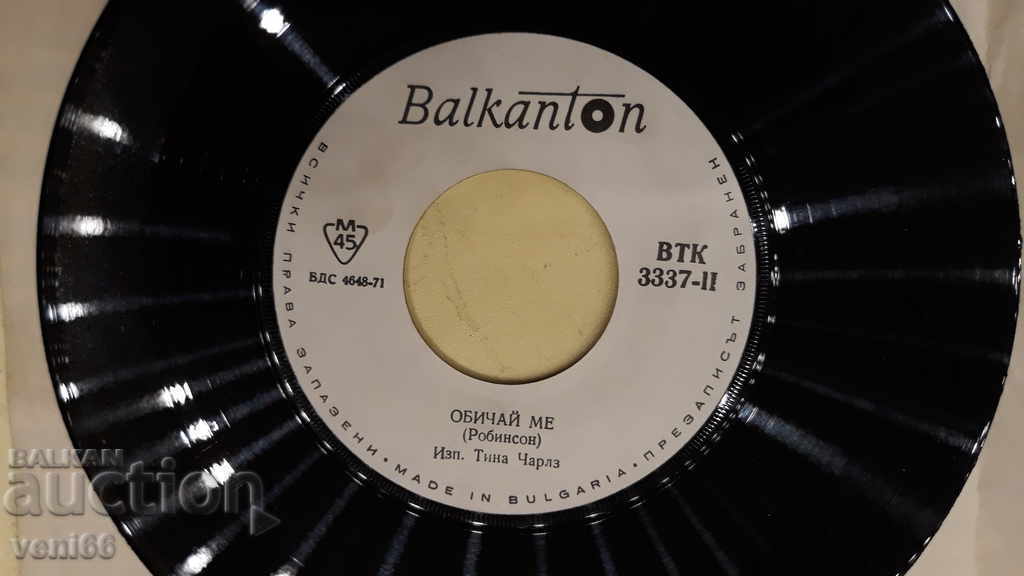 Balkanton
ВСИЧКИ ПРАВА ЗАПАЗЕНИ • MADE IN BULGARIA • ПРЕЗАПИСЪТ ЗАБРАНЕН
М
45
БДС 4648-71
ВТК
3337-II
ОБИЧАЙ МЕ
(Робинсон)
Изп. Тина Чарлз
BALKAN
auction
veni66